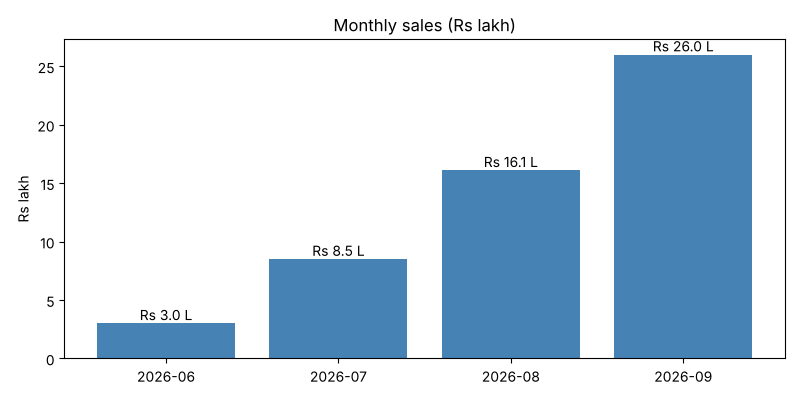 Monthly sales (Rs lakh)
Rs lakh
25
20
15
10
5
0
Rs 3.0 L
Rs 8.5 L
Rs 16.1 L
Rs 26.0 L
2026-06
2026-07
2026-08
2026-09